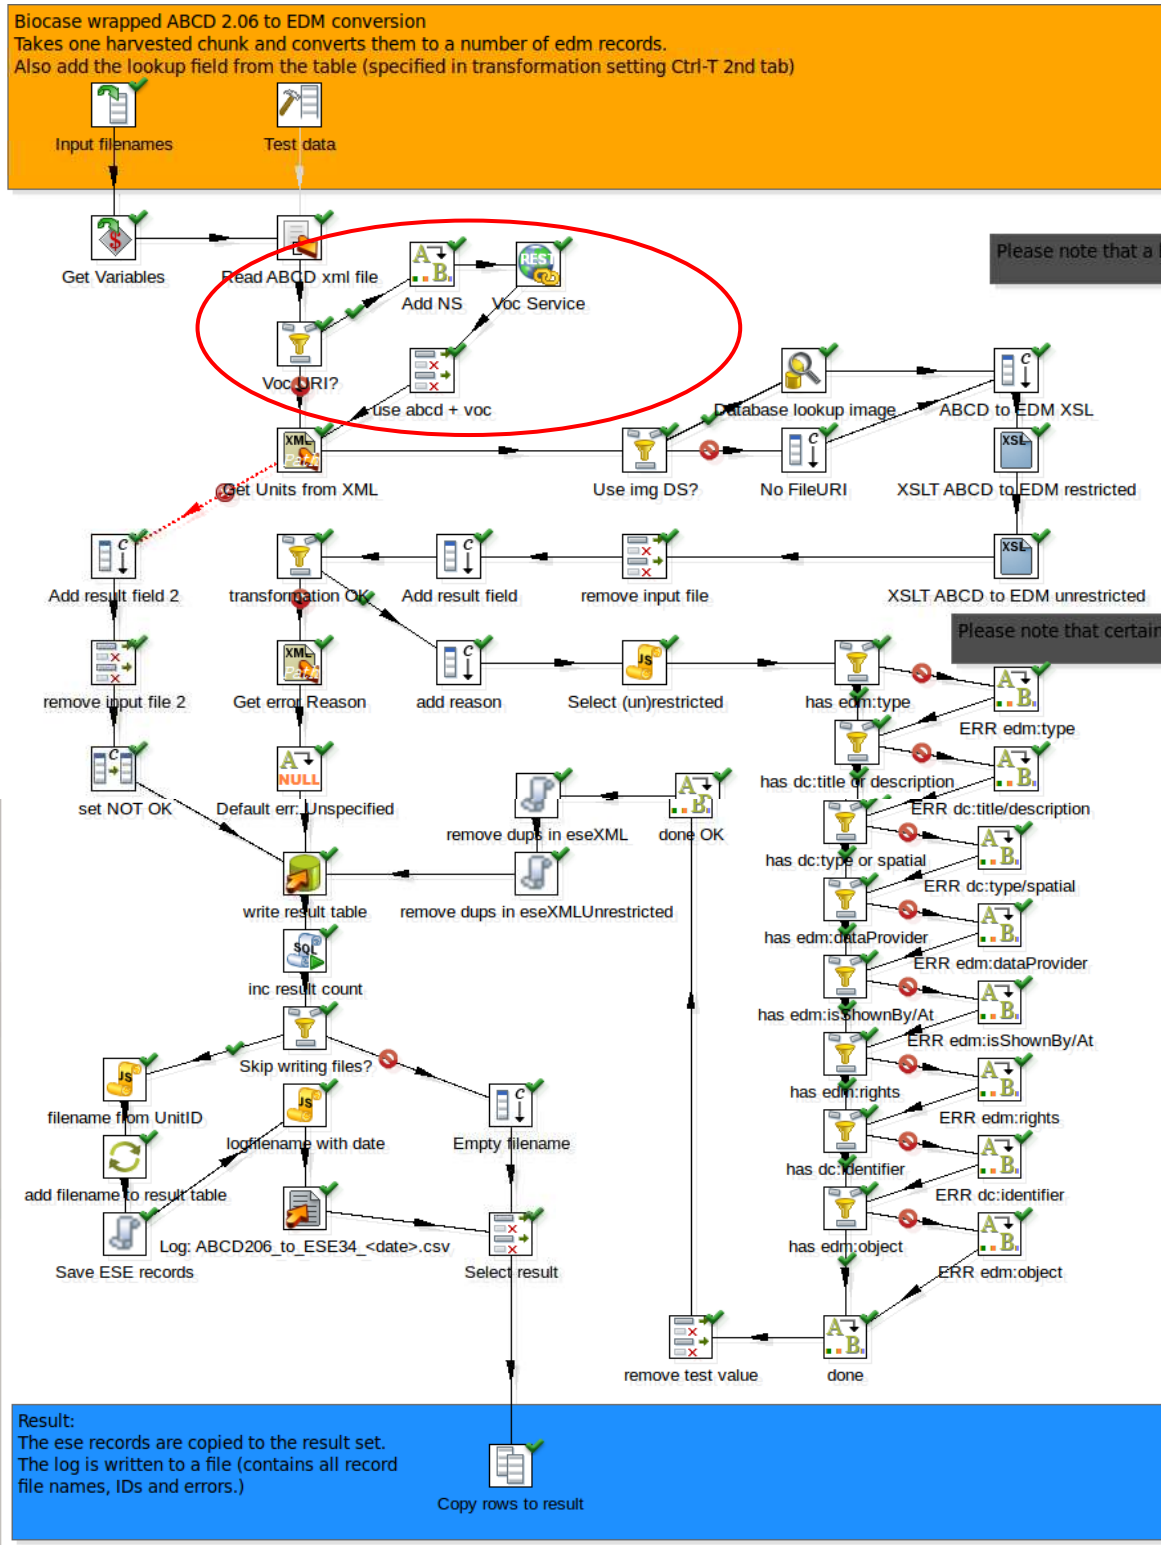 Biocase wrapped ABCD 2.06 to EDM conversion
Takes one harvested chunk and converts them to a number of edm records.
Also add the lookup field from the table (specified in transformation setting Ctrl-T 2nd tab)
Input filenames
Test data
Get Variables
Read ABCD xml file
Please note that a
Add NS
REST
Voc Service
Voc URI?
use abcd + voc
Database lookup image
ABCD to EDM XSL
XML
Path
Get Units from XML
Use img DS?
No FileURI
XSL
XSLT ABCD to EDM restricted
Add result field 2
transformation OK
Add result field
remove input file
XSL
XSLT ABCD to EDM unrestricted
Please note that certain
remove input file 2
XML
Path
Get error Reason
add reason
JS
Select (un)restricted
has edm:type
ERR edm:type
set NOT OK
NULL
Default err: Unspecified
has dc:title or description
ERR dc:title/description
remove dups in eseXML
done OK
has dc:type or spatial
ERR dc:type/spatial
write result table
remove dups in eseXMLUnrestricted
has edm:dataProvider
ERR edm:dataProvider
SQL
inc result count
has edm:isShownBy/At
ERR edm:isShownBy/At
Skip writing files?
JS
filename from UnitID
JS
logfilename with date
Empty filename
has edm:rights
ERR edm:rights
add filename to result table
has dc:identifier
ERR dc:identifier
Save ESE records
Log: ABCD206_to_ESE34_<date>.csv
Select result
has edm:object
ERR edm:object
remove test value
done
Result:
The ese records are copied to the result set.
The log is written to a file (contains all record
file names, IDs and errors.)
Copy rows to result